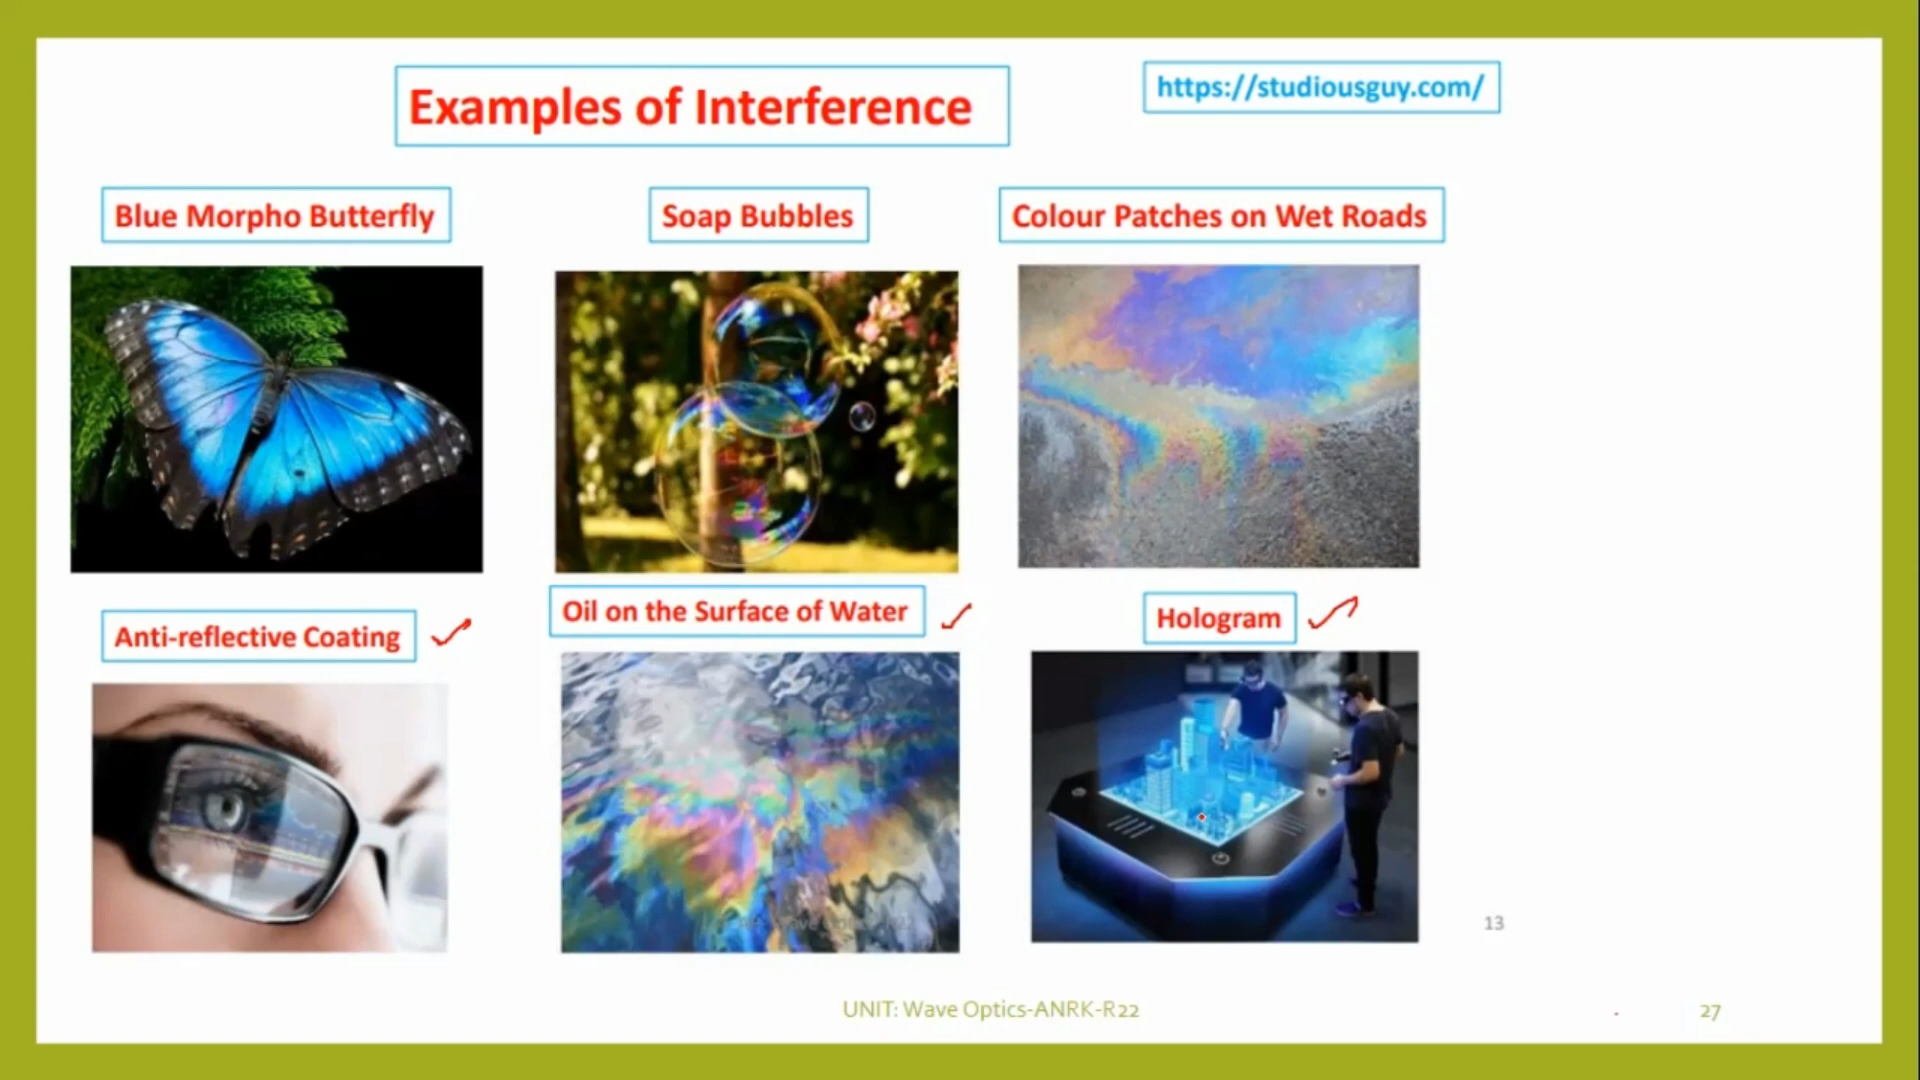 Examples of Interference
https://studiousguy.com/
Blue Morpho Butterfly
Soap Bubbles
Colour Patches on Wet Roads
Anti-reflective Coating
Oil on the Surface of Water
Hologram
13
UNIT: Wave Optics-ANRK-R22
27